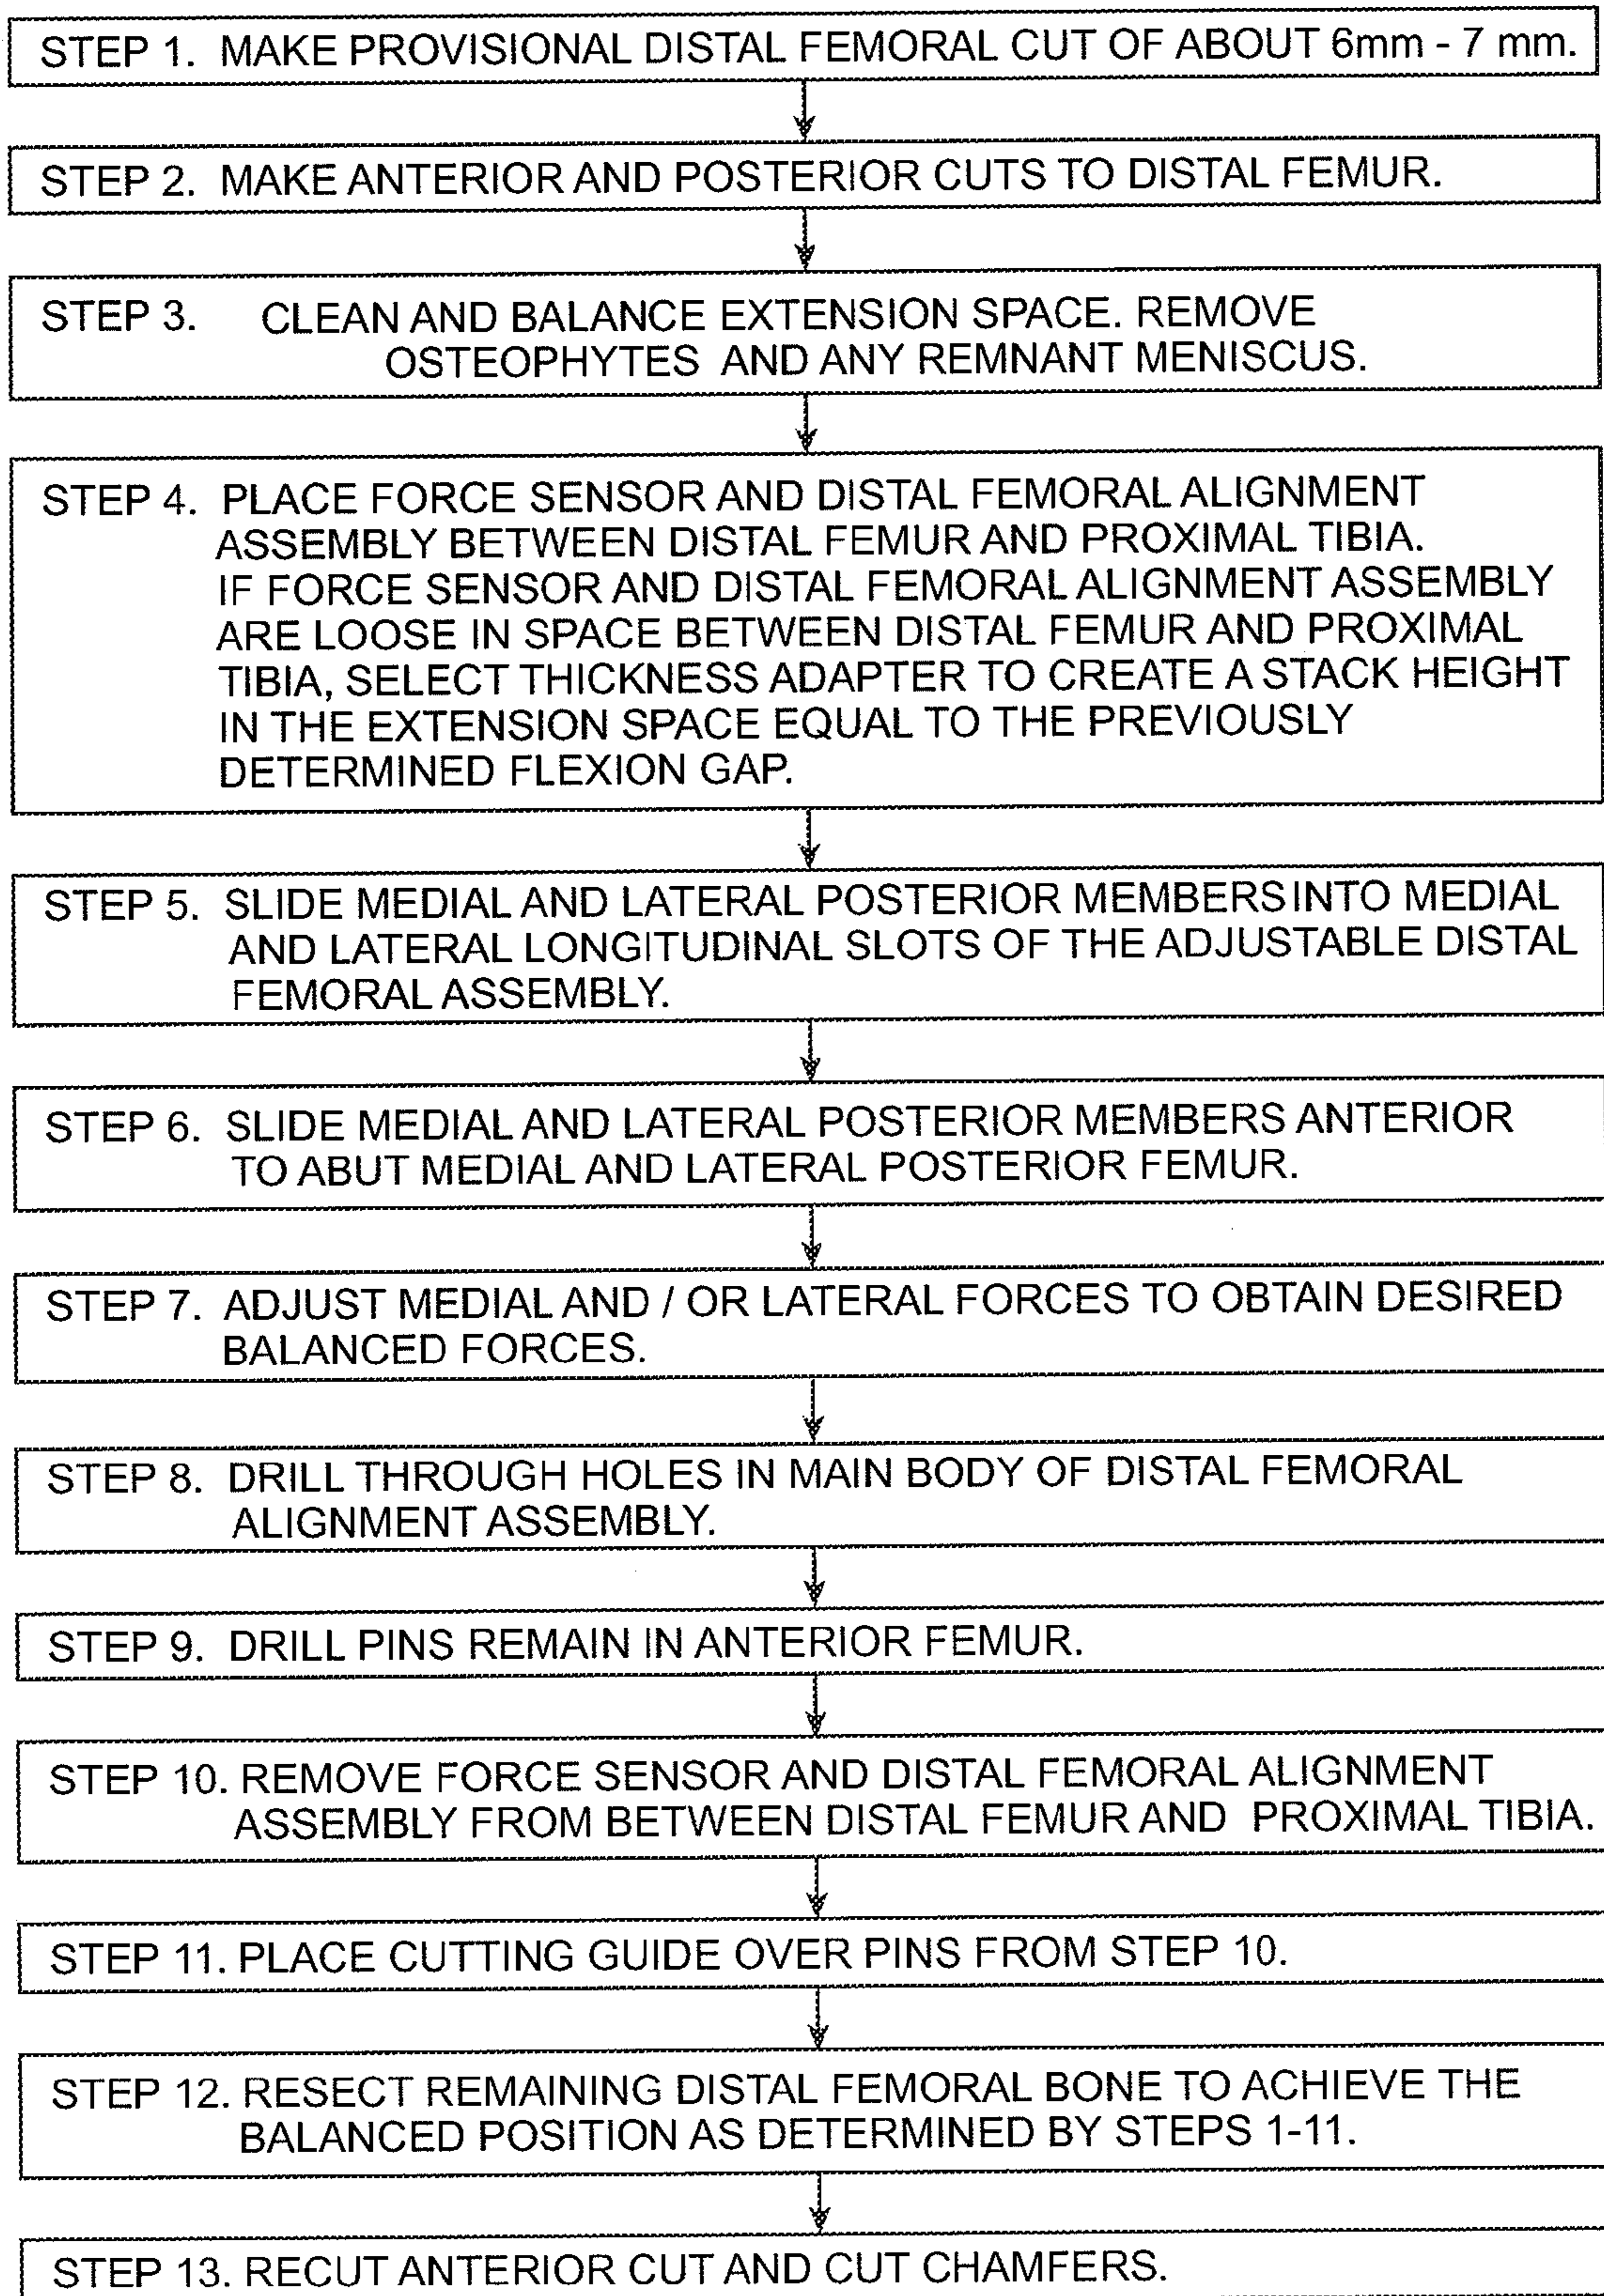 STEP 1. MAKE PROVISIONAL DISTAL FEMORAL CUT OF ABOUT 6mm - 7 mm.
STEP 2. MAKE ANTERIOR AND POSTERIOR CUTS TO DISTAL FEMUR.
STEP 3. CLEAN AND BALANCE EXTENSION SPACE. REMOVE
OSTEOPHYTES AND ANY REMNANT MENISCUS.
STEP 4. PLACE FORCE SENSOR AND DISTAL FEMORAL ALIGNMENT
ASSEMBLY BETWEEN DISTAL FEMUR AND PROXIMAL TIBIA.
IF FORCE SENSOR AND DISTAL FEMORAL ALIGNMENT ASSEMBLY
ARE LOOSE IN SPACE BETWEEN DISTAL FEMUR AND PROXIMAL
TIBIA, SELECT THICKNESS ADAPTER TO CREATE A STACK HEIGHT
IN THE EXTENSION SPACE EQUAL TO THE PREVIOUSLY
DETERMINED FLEXION GAP.
STEP 5. SLIDE MEDIAL AND LATERAL POSTERIOR MEMBERS INTO MEDIAL
AND LATERAL LONGITUDINAL SLOTS OF THE ADJUSTABLE DISTAL
FEMORAL ASSEMBLY.
STEP 6. SLIDE MEDIAL AND LATERAL POSTERIOR MEMBERS ANTERIOR
TO ABUT MEDIAL AND LATERAL POSTERIOR FEMUR.
STEP 7. ADJUST MEDIAL AND / OR LATERAL FORCES TO OBTAIN DESIRED
BALANCED FORCES.
STEP 8. DRILL THROUGH HOLES IN MAIN BODY OF DISTAL FEMORAL
ALIGNMENT ASSEMBLY.
STEP 9. DRILL PINS REMAIN IN ANTERIOR FEMUR.
STEP 10. REMOVE FORCE SENSOR AND DISTAL FEMORAL ALIGNMENT
ASSEMBLY FROM BETWEEN DISTAL FEMUR AND PROXIMAL TIBIA.
STEP 11. PLACE CUTTING GUIDE OVER PINS FROM STEP 10.
STEP 12. RESECT REMAINING DISTAL FEMORAL BONE TO ACHIEVE THE
BALANCED POSITION AS DETERMINED BY STEPS 1-11.
STEP 13. RECUT ANTERIOR CUT AND CUT CHAMFERS.